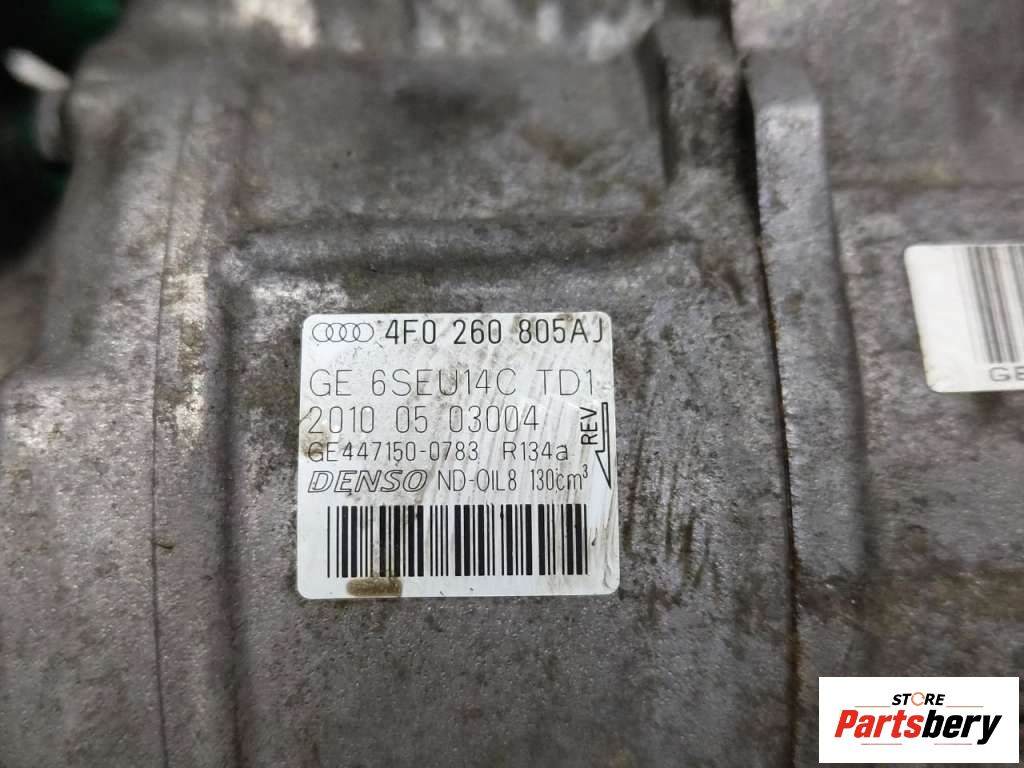 4F0 260 805AJ
GE 6SEU14C TD1
2010 05 03004
REV
GE447150-0783 R134a
DENSO ND-OIL8 130cm³
GE
STORE
Partsbery